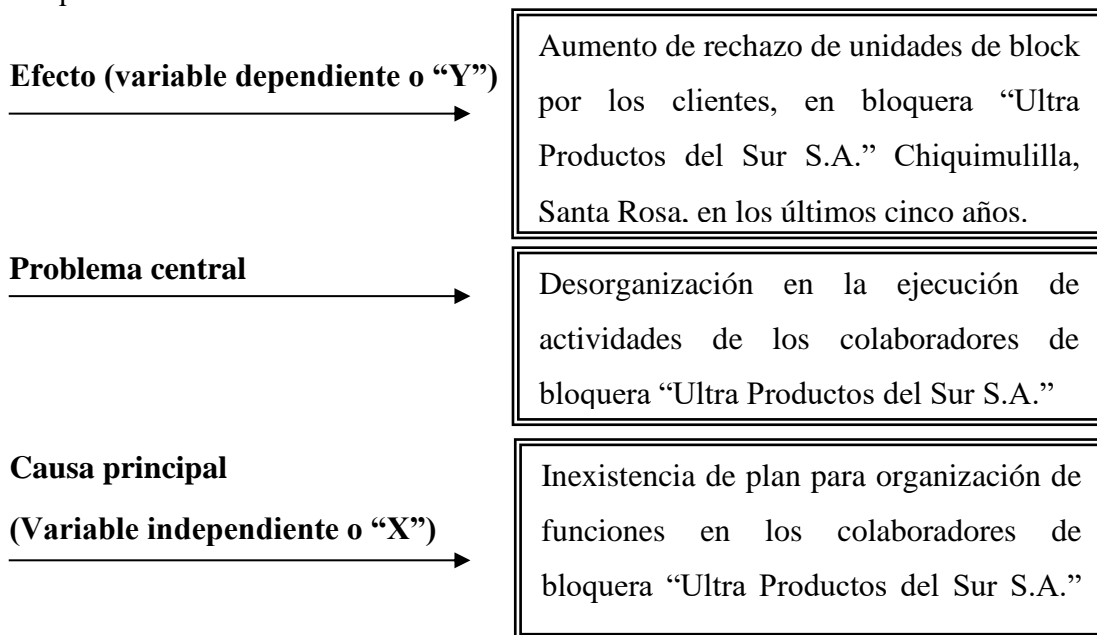 Efecto (variable dependiente o “Y”)
Aumento de rechazo de unidades de block
por los clientes, en bloquera “Ultra
Productos del Sur S.A.” Chiquimulilla,
Santa Rosa, en los últimos cinco años.
Problema central
Desorganización en la ejecución de
actividades de los colaboradores de
bloquera “Ultra Productos del Sur S.A.”
Causa principal
(Variable independiente o “X”)
Inexistencia de plan para organización de
funciones en los colaboradores de
bloquera “Ultra Productos del Sur S.A.”